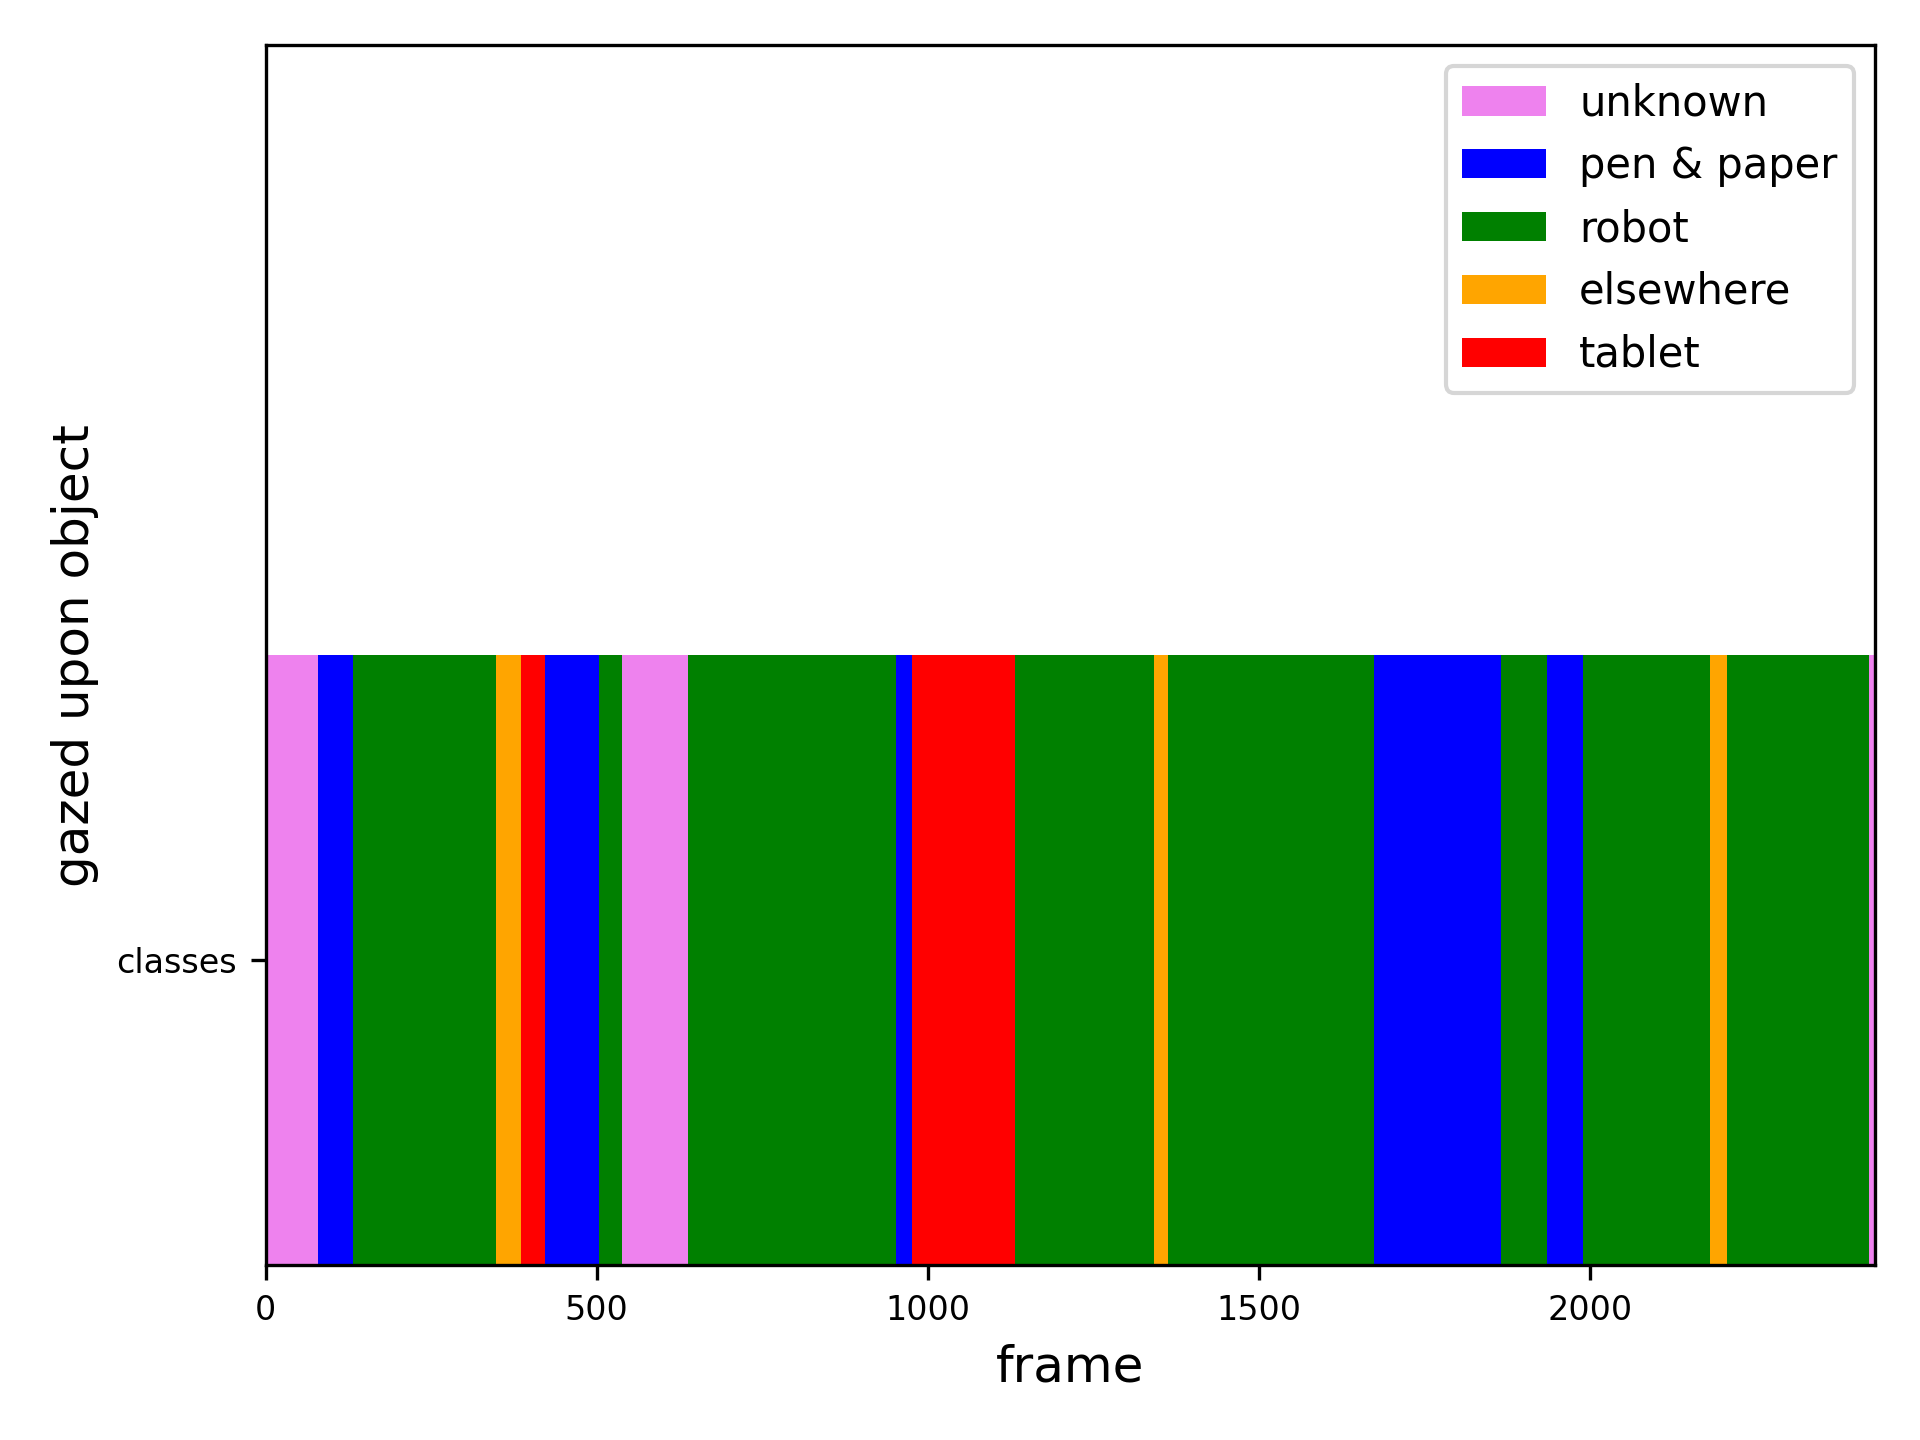 unknown
pen & paper
robot
elsewhere
tablet
gazed upon object
classes
0 500 1000 1500 2000
frame